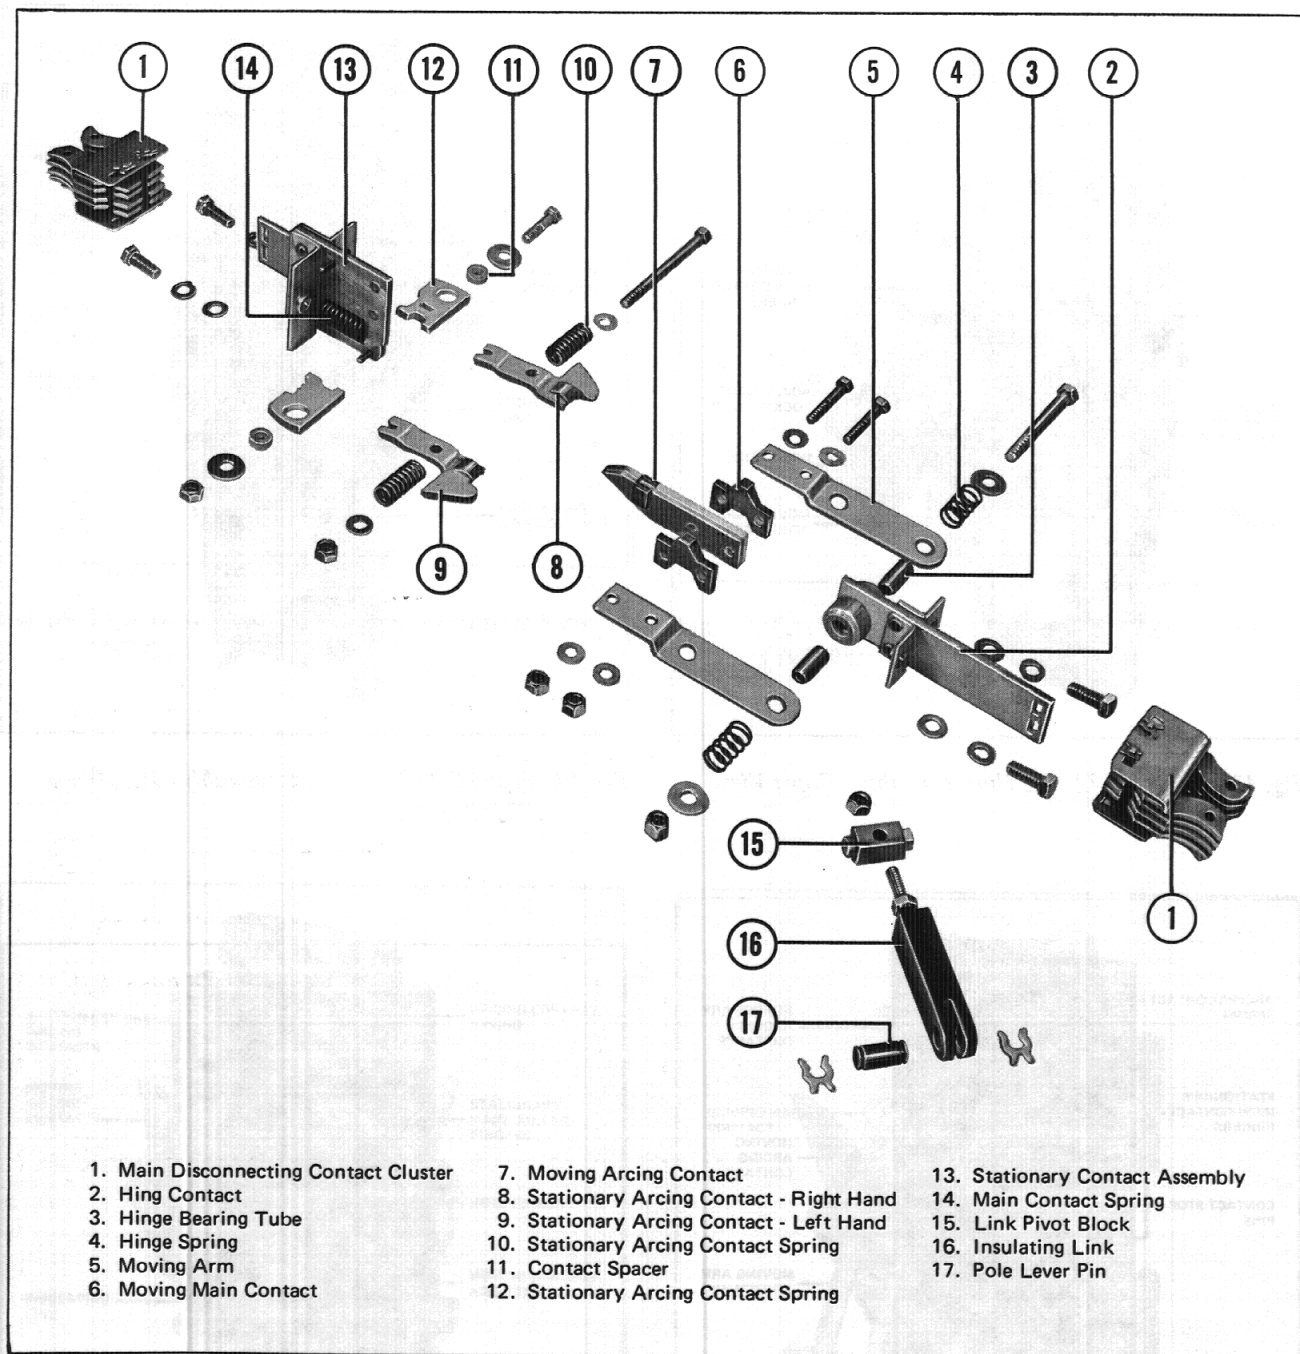 1 14 13 12 11 10 7 6 5 4 3 2
9 8
15
1
16
17
1. Main Disconnecting Contact Cluster
2. Hing Contact
3. Hinge Bearing Tube
4. Hinge Spring
5. Moving Arm
6. Moving Main Contact
7. Moving Arcing Contact
8. Stationary Arcing Contact - Right Hand
9. Stationary Arcing Contact - Left Hand
10. Stationary Arcing Contact Spring
11. Contact Spacer
12. Stationary Arcing Contact Spring
13. Stationary Contact Assembly
14. Main Contact Spring
15. Link Pivot Block
16. Insulating Link
17. Pole Lever Pin